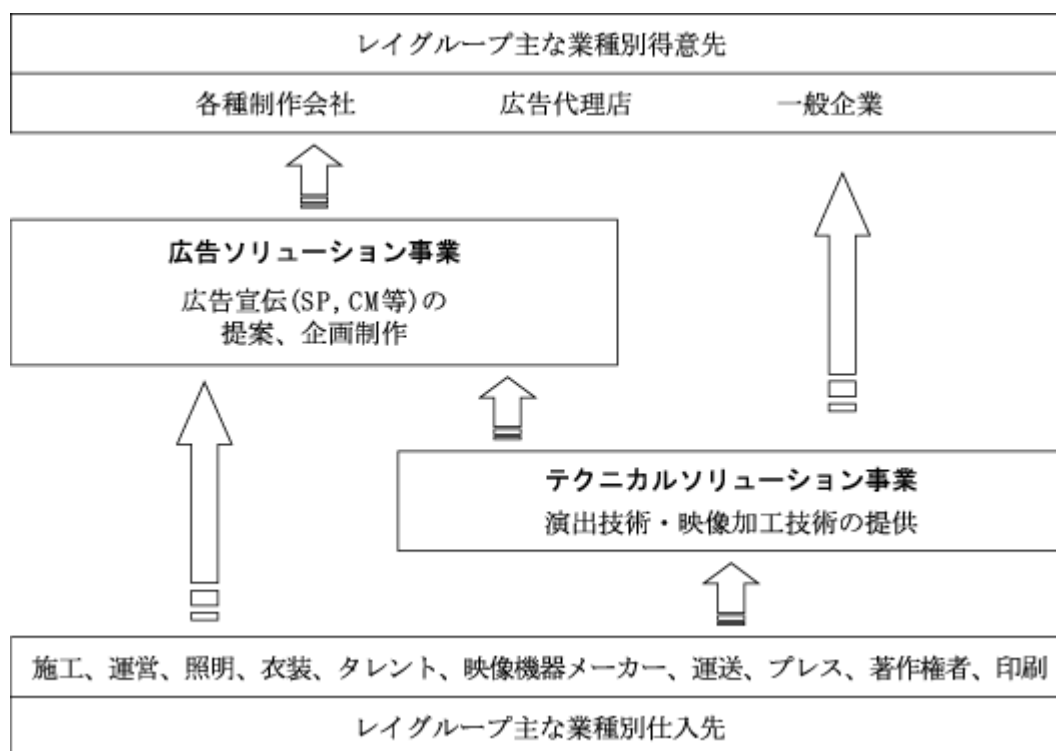 レイグループ主な業種別得意先
各種制作会社 広告代理店 一般企業
広告ソリューション事業
広告宣伝(SP,CM等)の
提案、企画制作
テクニカルソリューション事業
演出技術・映像加工技術の提供
施工、運営、照明、衣装、タレント、映像機器メーカー、運送、プレス、著作権者、印刷
レイグループ主な業種別仕入先